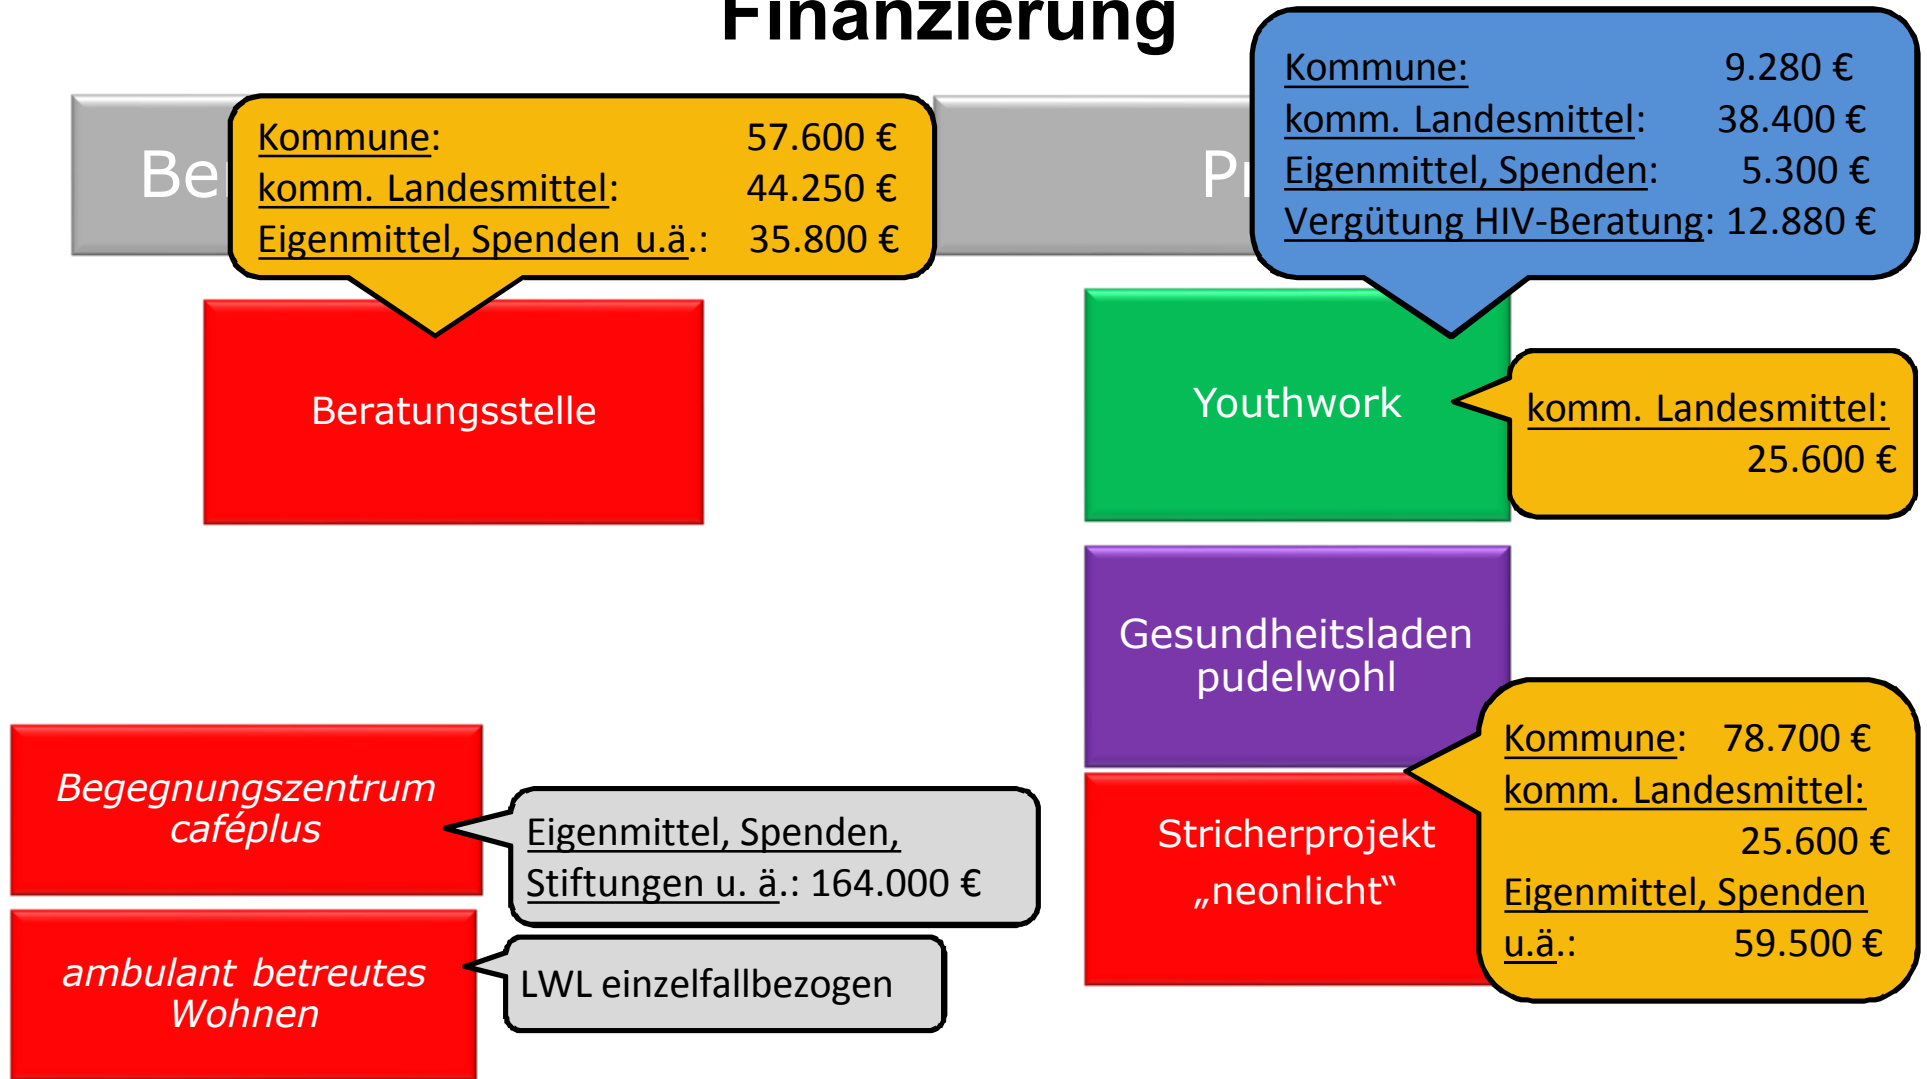 Finanzierung
Kommune: 9.280 €
komm. Landesmittel: 38.400 €
Eigenmittel, Spenden: 5.300 €
Vergütung HIV-Beratung: 12.880 €
Kommune: 57.600 €
komm. Landesmittel: 44.250 €
Eigenmittel, Spenden u.ä.: 35.800 €
Beratungsstelle
Youthwork
komm. Landesmittel:
25.600 €
Gesundheitsladen
pudelwohl
Begegnungszentrum
caféplus
Eigenmittel, Spenden,
Stiftungen u. ä.: 164.000 €
Stricherprojekt
„neonlicht“
Kommune: 78.700 €
komm. Landesmittel:
25.600 €
Eigenmittel, Spenden
u.ä.: 59.500 €
ambulant betreutes
Wohnen
LWL einzelfallbezogen